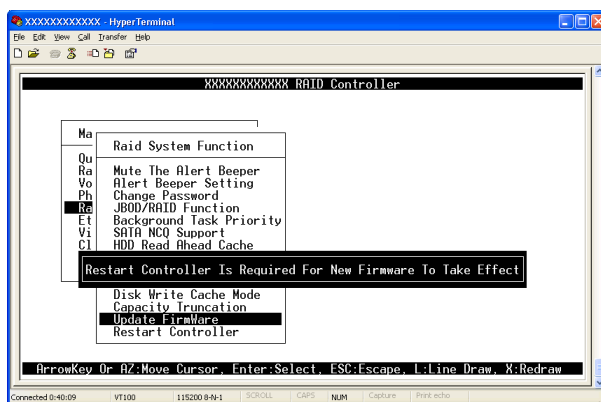 XXXXXXXXXXXX - HyperTerminal
File Edit View Call Transfer Help
XXXXXXXXXXXX RAID Controller
Ma
Raid System Function
Qu
Ra Mute The Alert Beeper
Vo Alert Beeper Setting
Ph Change Password
Ra JBOD/RAID Function
Et Background Task Priority
Vi SATA NCQ Support
Cl HDD Read Ahead Cache
Restart Controller Is Required For New Firmware To Take Effect
Disk Write Cache Mode
Capacity Truncation
Update FirmWare
Restart Controller
ArrowKey Or AZ:Move Cursor, Enter:Select, ESC:Escape, L:Line Draw, X:Redraw
Connected 0:40:09 VT100 115200 8-N-1 SCROLL CAPS NUM Capture Print echo